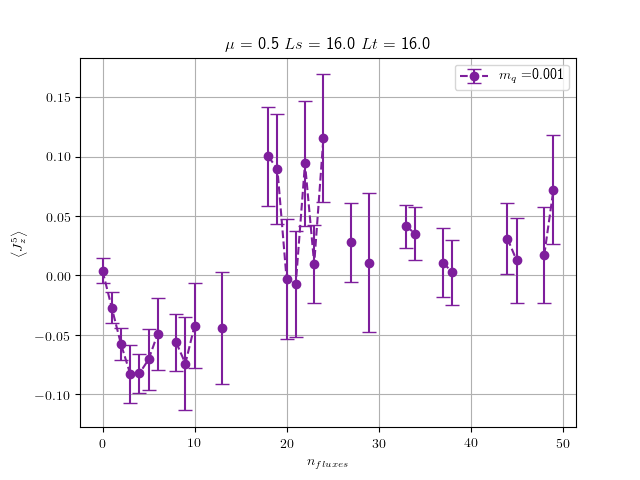 μ = 0.5 Ls = 16.0 Lt = 16.0
m_q =0.001
0.15
0.10
0.05
0.00
−0.05
−0.10
⟨J_z^5⟩
0 10 20 30 40 50
n_fluxes